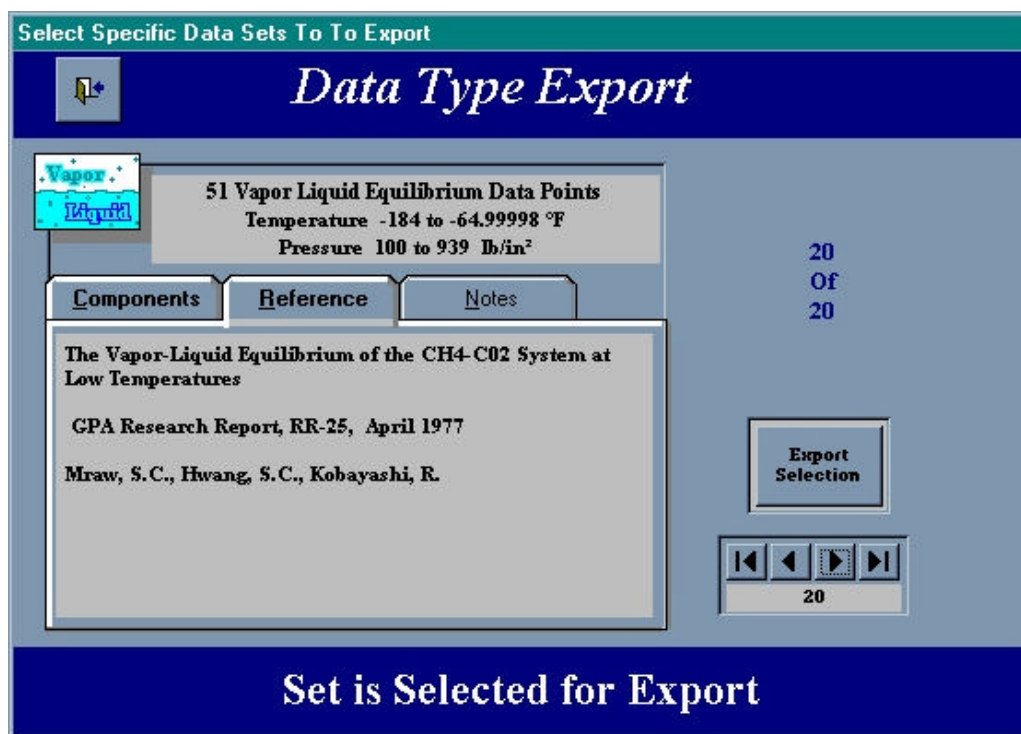 Select Specific Data Sets To To Export
Data Type Export
Vapor
Liquid
51 Vapor Liquid Equilibrium Data Points
Temperature -184 to -64.99998 °F
Pressure 100 to 939 lb/in²
20
Of
20
Components
Reference
Notes
The Vapor-Liquid Equilibrium of the CH4-C02 System at
Low Temperatures
GPA Research Report, RR-25, April 1977
Mraw, S.C., Hwang, S.C., Kobayashi, R.
Export
Selection
20
Set is Selected for Export